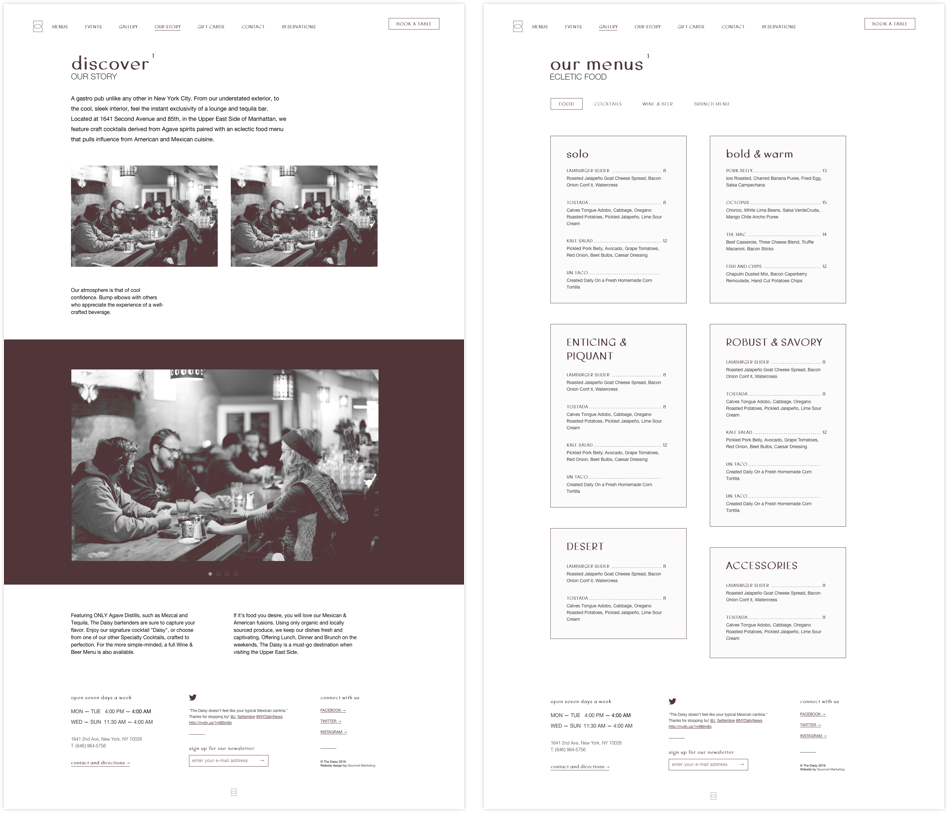 MENUS EVENTS GALLERY OUR STORY GIFT CARDS CONTACT RESERVATIONS BOOK A TABLE
discover 1
OUR STORY
A gastro pub unlike any other in New York City. From our understated exterior, to
the cool, sleek interior, feel the instant exclusivity of a lounge and tequila bar.
Located at 1641 Second Avenue and 85th, in the Upper East Side of Manhattan, we
feature craft cocktails derived from Agave spirits paired with an eclectic food menu
that pulls influence from American and Mexican cuisine.
Our atmosphere is that of cool
confidence. Bump elbows with others
who appreciate the experience of a well-
crafted beverage.
Featuring ONLY Agave Distills, such as Mezcal and
Tequila, The Daisy bartenders are sure to capture your
flavor. Enjoy our signature cocktail "Daisy", or choose
from one of our other Specialty Cocktails, crafted to
perfection. For the more simple-minded, a full Wine &
Beer Menu is also available.
If it's food you desire, you will love our Mexican &
American fusions. Using only organic and locally
sourced produce, we keep our dishes fresh and
captivating. Offering Lunch, Dinner and Brunch on the
weekends, The Daisy is a must-go destination when
visiting the Upper East Side.
open seven days a week
MON – TUE 4:00 PM – 4:00 AM
WED – SUN 11:30 AM – 4:00 AM
1641 2nd Ave, New York, NY 10028
T. (646) 964-5756
contact and directions →
"The Daisy doesn't feel like your typical Mexican cantina."
Thanks for stopping by!
sign up for our newsletter
enter your e-mail address →
connect with us
FACEBOOK →
TWITTER →
INSTAGRAM →
© The Daisy 2016
Website design by Gourmet Marketing
MENUS EVENTS GALLERY OUR STORY GIFT CARDS CONTACT RESERVATIONS BOOK A TABLE
our menus 1
ECLETIC FOOD
FOOD COCKTAILS WINE & BEER BRUNCH MENU
solo
LAMBURGER SLIDER 8
Roasted Jalapeño Goat Cheese Spread, Bacon
Onion Conf it, Watercress
TOSTADA 8
Calves Tongue Adobo, Cabbage, Oregano
Roasted Potatoes, Pickled Jalapeño, Lime Sour
Cream
KALE SALAD 12
Pickled Pork Belly, Avocado, Grape Tomatoes,
Red Onion, Beet Bulbs, Caesar Dressing
UN TACO
Created Daily On a Fresh Homemade Corn
Tortilla
bold & warm
PORK BELLY 13
low Roasted, Charred Banana Puree, Fried Egg,
Salsa Campechana
OCTOPUS 15
Chorizo, White Lima Beans, Salsa VerdeCruda,
Mango Chile Ancho Puree
THE MAC 14
Beef Casserole, Three Cheese Blend, Truffle
Macaroni, Bacon Sticks
FISH AND CHIPS 12
Chapulin Dusted Moi, Bacon Caperberry
Remoulade, Hand Cut Potatoes Chips
ENTICING &
PIQUANT
LAMBURGER SLIDER 8
Roasted Jalapeño Goat Cheese Spread, Bacon
Onion Conf it, Watercress
TOSTADA 8
Calves Tongue Adobo, Cabbage, Oregano
Roasted Potatoes, Pickled Jalapeño, Lime Sour
Cream
KALE SALAD 12
Pickled Pork Belly, Avocado, Grape Tomatoes,
Red Onion, Beet Bulbs, Caesar Dressing
UN TACO
Created Daily On a Fresh Homemade Corn
Tortilla
ROBUST & SAVORY
LAMBURGER SLIDER 8
Roasted Jalapeño Goat Cheese Spread, Bacon
Onion Conf it, Watercress
TOSTADA 8
Calves Tongue Adobo, Cabbage, Oregano
Roasted Potatoes, Pickled Jalapeño, Lime Sour
Cream
KALE SALAD 12
Pickled Pork Belly, Avocado, Grape Tomatoes,
Red Onion, Beet Bulbs, Caesar Dressing
UN TACO
Created Daily On a Fresh Homemade Corn
Tortilla
UN TACO
Created Daily On a Fresh Homemade Corn
Tortilla
DESERT
LAMBURGER SLIDER 8
Roasted Jalapeño Goat Cheese Spread, Bacon
Onion Conf it, Watercress
TOSTADA 8
Calves Tongue Adobo, Cabbage, Oregano
Roasted Potatoes, Pickled Jalapeño, Lime Sour
Cream
ACCESSORIES
LAMBURGER SLIDER 8
Roasted Jalapeño Goat Cheese Spread, Bacon
Onion Conf it, Watercress
TOSTADA 8
Calves Tongue Adobo, Cabbage, Oregano
Roasted Potatoes, Pickled Jalapeño, Lime Sour
Cream
open seven days a week
MON – TUE 4:00 PM – 4:00 AM
WED – SUN 11:30 AM – 4:00 AM
1641 2nd Ave, New York, NY 10028
T. (646) 964-5756
contact and directions →
"The Daisy doesn't feel like your typical Mexican cantina."
Thanks for stopping by!
sign up for our newsletter
enter your e-mail address →
connect with us
FACEBOOK →
TWITTER →
INSTAGRAM →
© The Daisy 2016
Website by Gourmet Marketing